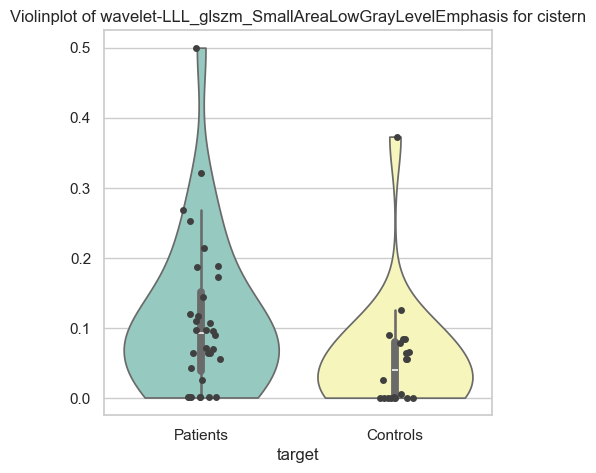 Violinplot of wavelet-LLL_glszm_SmallAreaLowGrayLevelEmphasis for cistern
0.5
0.4
0.3
0.2
0.1
0.0
Patients
Controls
target